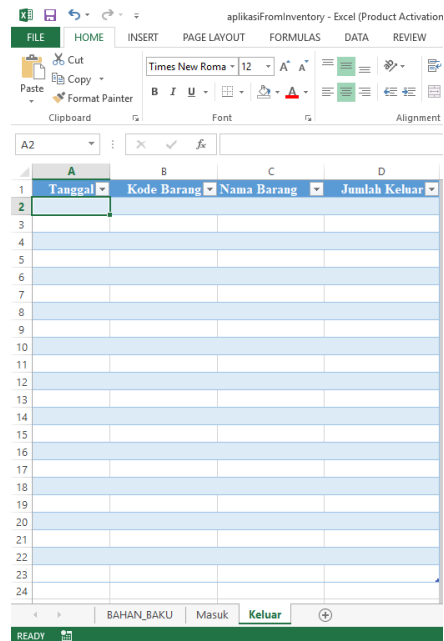 aplikasiFromInventory - Excel (Product Activation
FILE HOME INSERT PAGE LAYOUT FORMULAS DATA REVIEW
Paste
Cut
Copy
Format Painter
Clipboard
Times New Roma 12 A A
B I U A
Font
Alignment
A2 fx
A B C D
1 Tanggal Kode Barang Nama Barang Jumlah Keluar
2
3
4
5
6
7
8
9
10
11
12
13
14
15
16
17
18
19
20
21
22
23
24
BAHAN_BAKU Masuk Keluar
READY